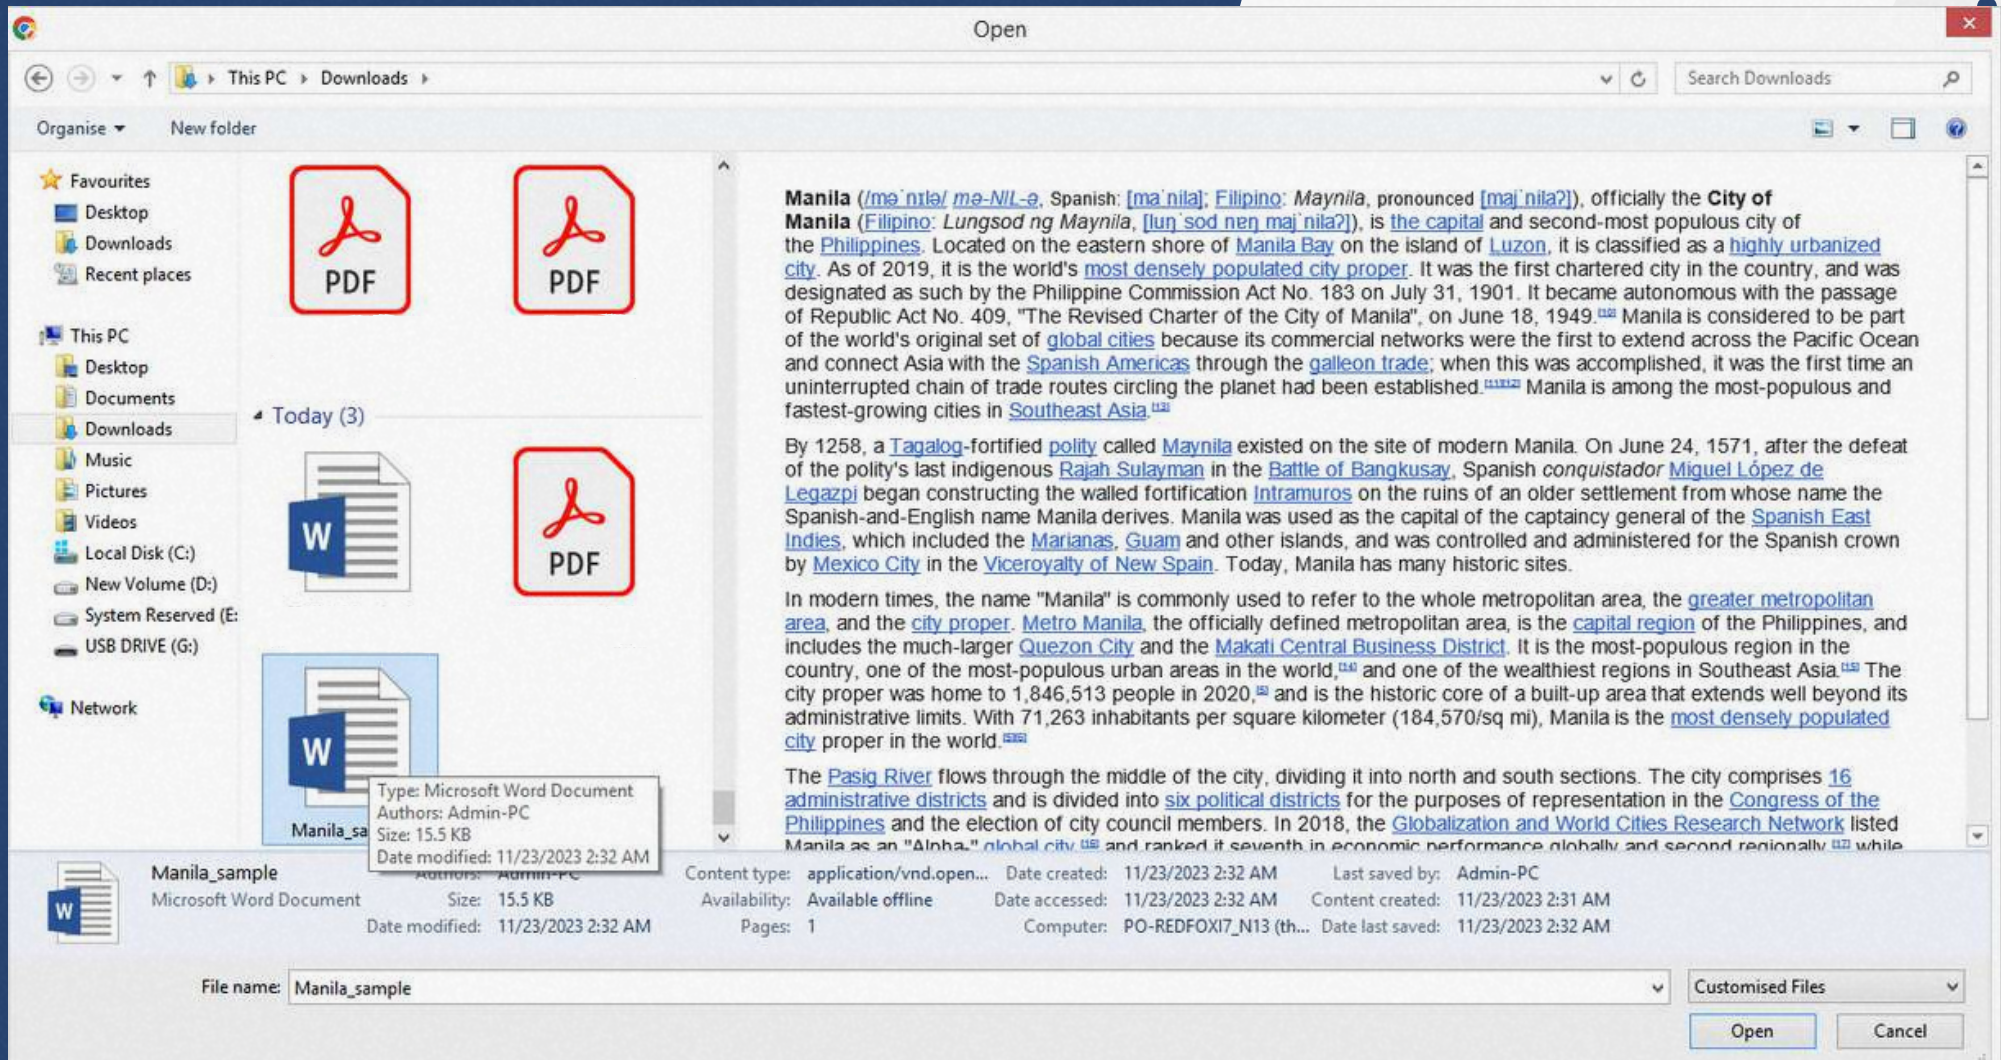 Open
This PC Downloads
Search Downloads
Organise New folder
Favourites
Desktop
Downloads
Recent places
This PC
Desktop
Documents
Downloads
Music
Pictures
Videos
Local Disk (C:)
New Volume (D:)
System Reserved (E:
USB DRIVE (G:)
Network
PDF
PDF
Today (3)
W
PDF
W
Manila_sa
Type: Microsoft Word Document
Authors: Admin-PC
Size: 15.5 KB
Date modified: 11/23/2023 2:32 AM
Manila (/məˈnɪlə/ mə-NIL-ə, Spanish: [maˈnila]; Filipino: Maynila, pronounced [majˈnilaʔ]), officially the City of
Manila (Filipino: Lungsod ng Maynila, [luŋˈsod nɐŋ majˈnilaʔ]), is the capital and second-most populous city of
the Philippines. Located on the eastern shore of Manila Bay on the island of Luzon, it is classified as a highly urbanized
city. As of 2019, it is the world's most densely populated city proper. It was the first chartered city in the country, and was
designated as such by the Philippine Commission Act No. 183 on July 31, 1901. It became autonomous with the passage
of Republic Act No. 409, "The Revised Charter of the City of Manila", on June 18, 1949.[10] Manila is considered to be part
of the world's original set of global cities because its commercial networks were the first to extend across the Pacific Ocean
and connect Asia with the Spanish Americas through the galleon trade; when this was accomplished, it was the first time an
uninterrupted chain of trade routes circling the planet had been established.[11][12] Manila is among the most-populous and
fastest-growing cities in Southeast Asia.[13]
By 1258, a Tagalog-fortified polity called Maynila existed on the site of modern Manila. On June 24, 1571, after the defeat
of the polity's last indigenous Rajah Sulayman in the Battle of Bangkusay, Spanish conquistador Miguel López de
Legazpi began constructing the walled fortification Intramuros on the ruins of an older settlement from whose name the
Spanish-and-English name Manila derives. Manila was used as the capital of the captaincy general of the Spanish East
Indies, which included the Marianas, Guam and other islands, and was controlled and administered for the Spanish crown
by Mexico City in the Viceroyalty of New Spain. Today, Manila has many historic sites.
In modern times, the name "Manila" is commonly used to refer to the whole metropolitan area, the greater metropolitan
area, and the city proper. Metro Manila, the officially defined metropolitan area, is the capital region of the Philippines, and
includes the much-larger Quezon City and the Makati Central Business District. It is the most-populous region in the
country, one of the most-populous urban areas in the world,[14] and one of the wealthiest regions in Southeast Asia.[15] The
city proper was home to 1,846,513 people in 2020,[5] and is the historic core of a built-up area that extends well beyond its
administrative limits. With 71,263 inhabitants per square kilometer (184,570/sq mi), Manila is the most densely populated
city proper in the world.[5][6]
The Pasig River flows through the middle of the city, dividing it into north and south sections. The city comprises 16
administrative districts and is divided into six political districts for the purposes of representation in the Congress of the
Philippines and the election of city council members. In 2018, the Globalization and World Cities Research Network listed
Manila as an "Alpha-" global city,[16] and ranked it seventh in economic performance globally and second regionally,[17] while
Manila_sample Authors: Admin-PC Content type: application/vnd.open... Date created: 11/23/2023 2:32 AM Last saved by: Admin-PC
Microsoft Word Document Size: 15.5 KB Availability: Available offline Date accessed: 11/23/2023 2:32 AM Content created: 11/23/2023 2:31 AM
Date modified: 11/23/2023 2:32 AM Pages: 1 Computer: PO-REDFOXI7_N13 (th... Date last saved: 11/23/2023 2:32 AM
W
File name: Manila_sample Customised Files
Open Cancel